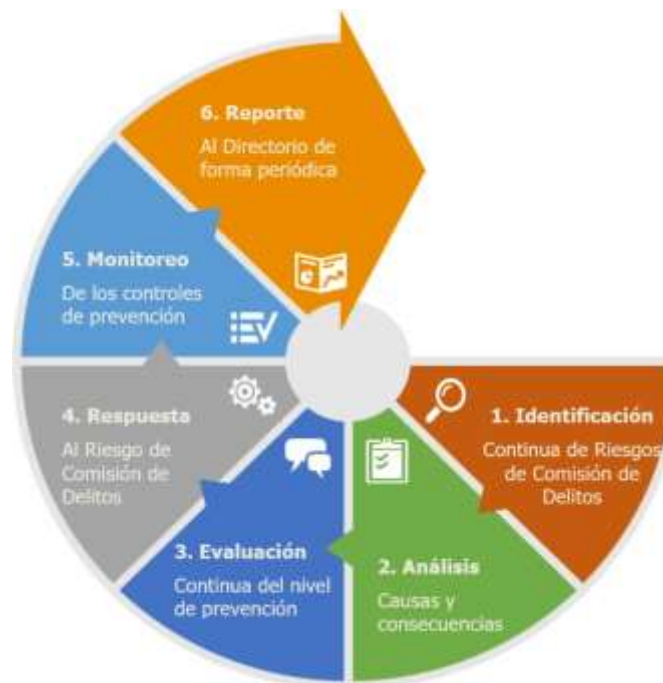 6. Reporte
Al Directorio de
forma periódica
5. Monitoreo
De los controles
de prevención
4. Respuesta
Al Riesgo de
Comisión de
Delitos
3. Evaluación
Continua del nivel
de prevención
2. Análisis
Causas y
consecuencias
1. Identificación
Continua de Riesgos
de Comisión de
Delitos